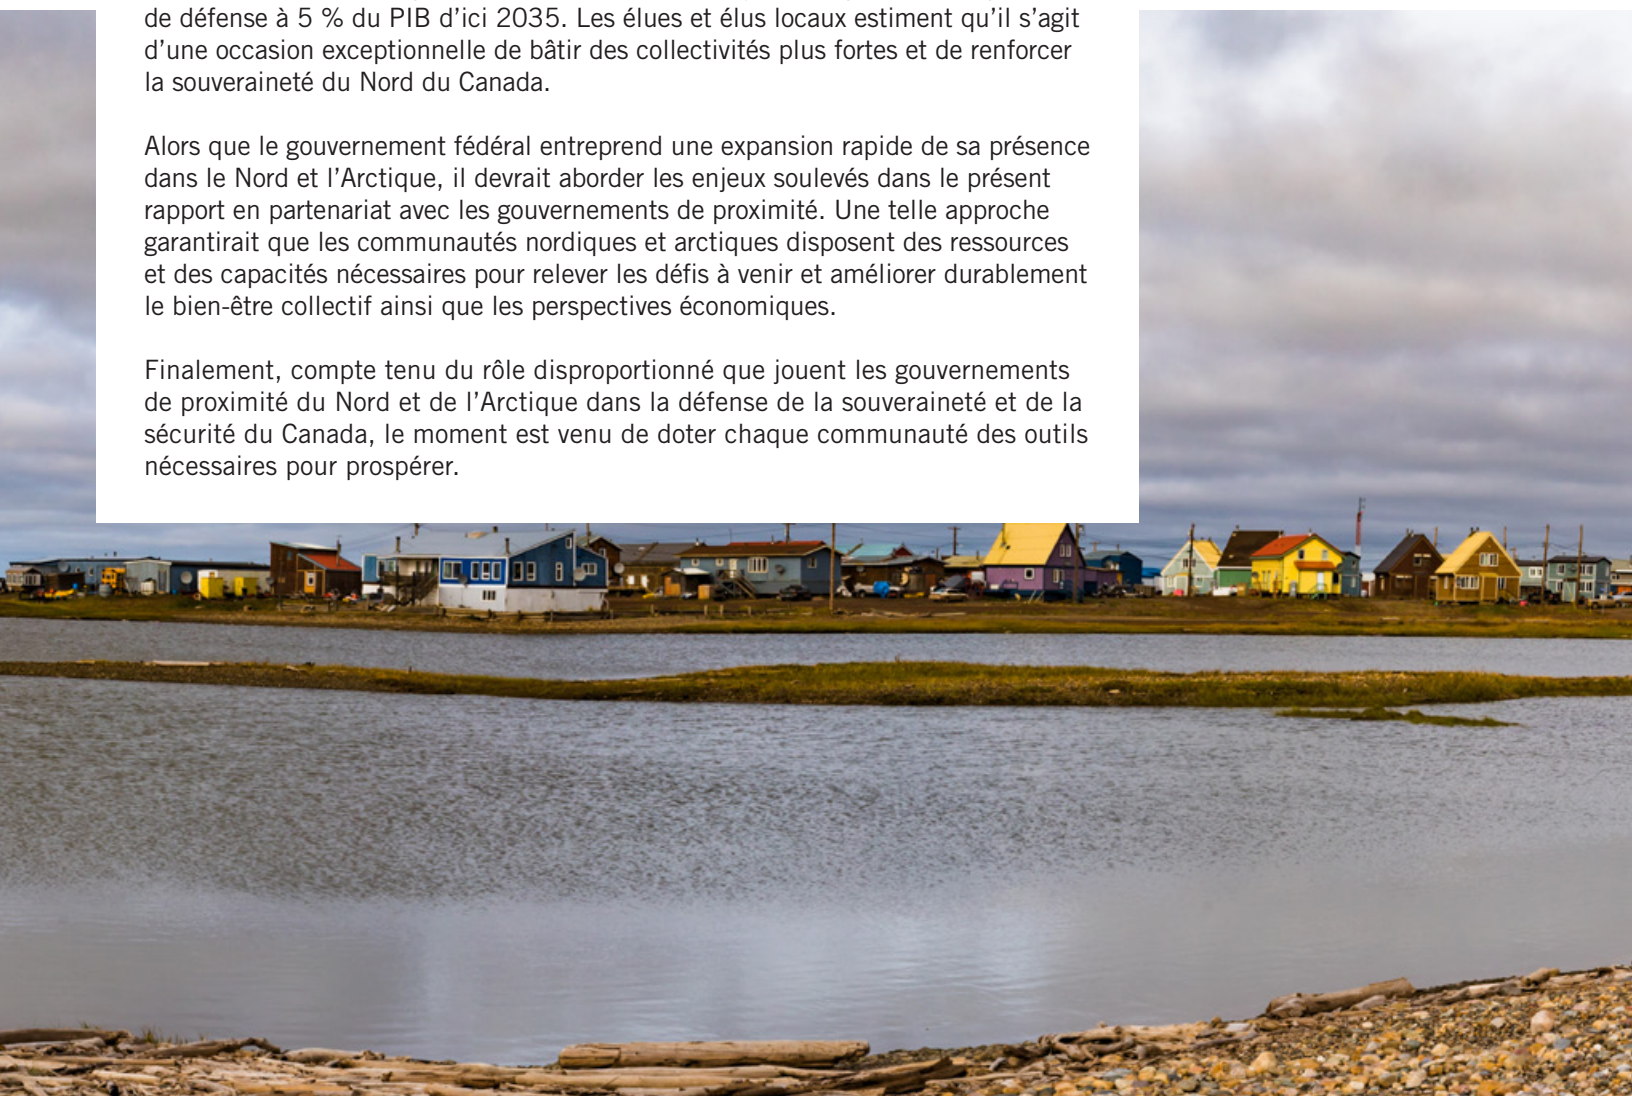 de défense à 5 % du PIB d’ici 2035. Les élues et élus locaux estiment qu’il s’agit
d’une occasion exceptionnelle de bâtir des collectivités plus fortes et de renforcer
la souveraineté du Nord du Canada.
Alors que le gouvernement fédéral entreprend une expansion rapide de sa présence
dans le Nord et l’Arctique, il devrait aborder les enjeux soulevés dans le présent
rapport en partenariat avec les gouvernements de proximité. Une telle approche
garantirait que les communautés nordiques et arctiques disposent des ressources
et des capacités nécessaires pour relever les défis à venir et améliorer durablement
le bien-être collectif ainsi que les perspectives économiques.
Finalement, compte tenu du rôle disproportionné que jouent les gouvernements
de proximité du Nord et de l’Arctique dans la défense de la souveraineté et de la
sécurité du Canada, le moment est venu de doter chaque communauté des outils
nécessaires pour prospérer.